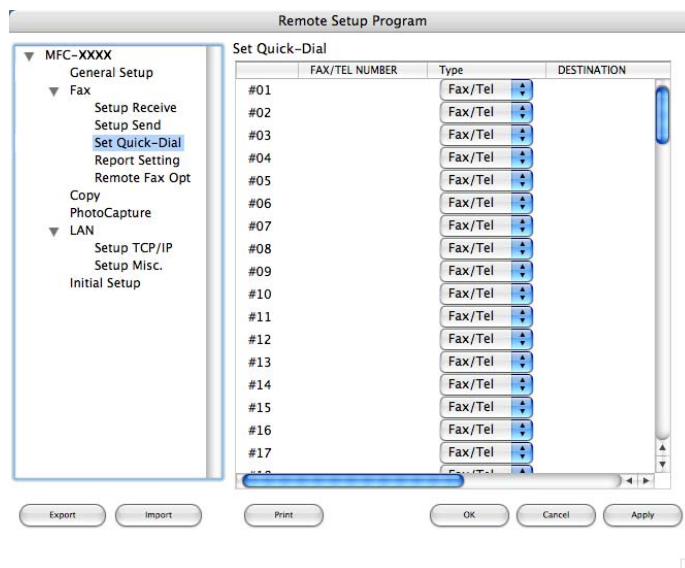 Remote Setup Program
MFC-XXXX
General Setup
Fax
Setup Receive
Setup Send
Set Quick-Dial
Report Setting
Remote Fax Opt
Copy
PhotoCapture
LAN
Setup TCP/IP
Setup Misc.
Initial Setup
Set Quick-Dial
FAX/TEL NUMBER Type DESTINATION
#01 Fax/Tel
#02 Fax/Tel
#03 Fax/Tel
#04 Fax/Tel
#05 Fax/Tel
#06 Fax/Tel
#07 Fax/Tel
#08 Fax/Tel
#09 Fax/Tel
#10 Fax/Tel
#11 Fax/Tel
#12 Fax/Tel
#13 Fax/Tel
#14 Fax/Tel
#15 Fax/Tel
#16 Fax/Tel
#17 Fax/Tel
Export Import Print OK Cancel Apply